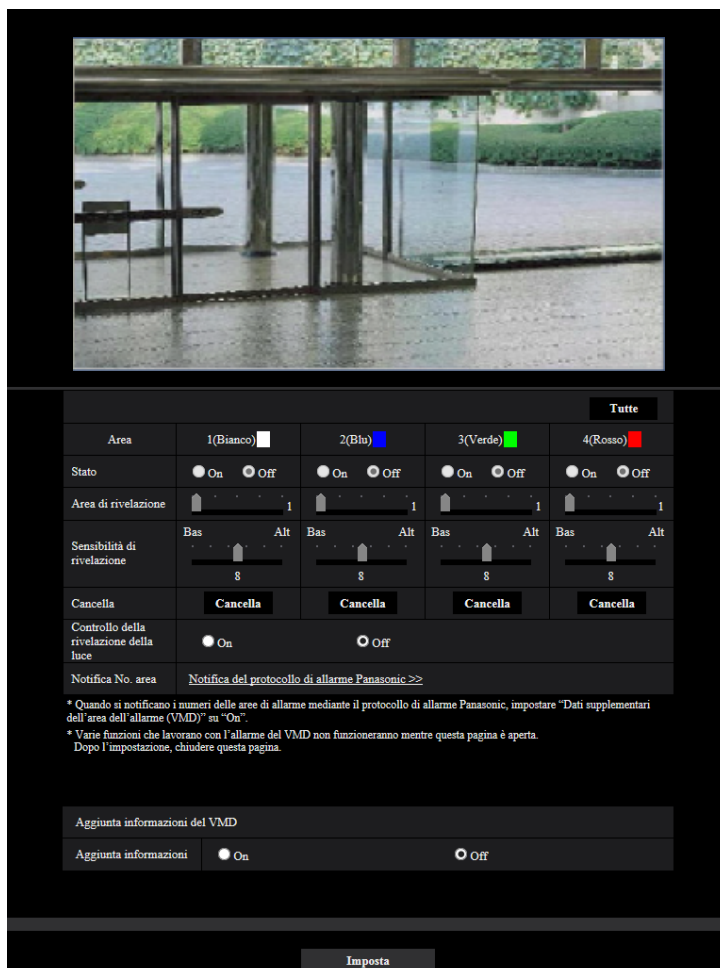 Tutte
Area 1(Bianco) 2(Blu) 3(Verde) 4(Rosso)
Stato On Off On Off On Off On Off
Area di rivelazione 1 1 1 1
Bas Alt Bas Alt Bas Alt Bas Alt
Sensibilità di
rivelazione
8 8 8 8
Cancella Cancella Cancella Cancella Cancella
Controllo della
rivelazione della
luce
On Off
Notifica No. area Notifica del protocollo di allarme Panasonic >>
* Quando si notificano i numeri delle aree di allarme mediante il protocollo di allarme Panasonic, impostare “Dati supplementari
dell’area dell’allarme (VMD)” su “On”.
* Varie funzioni che lavorano con l’allarme del VMD non funzioneranno mentre questa pagina è aperta.
Dopo l’impostazione, chiudere questa pagina.
Aggiunta informazioni del VMD
Aggiunta informazioni On Off
Imposta